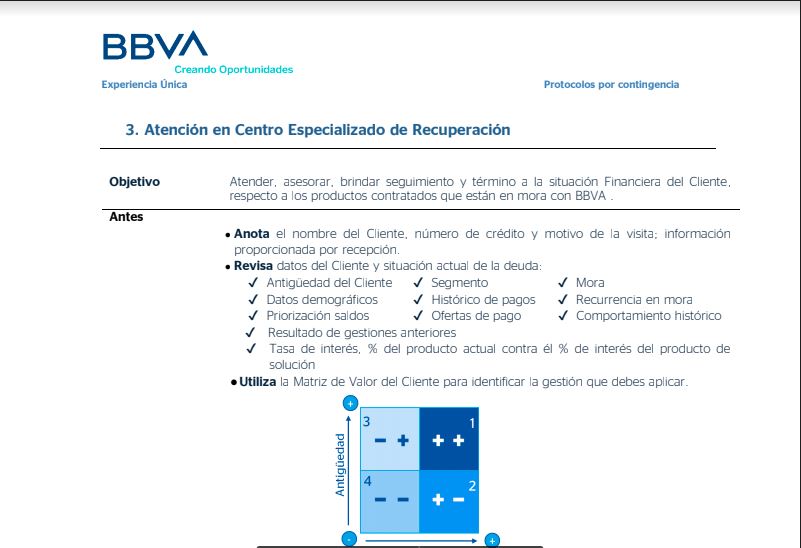 BBVA
Creando Oportunidades
Experiencia Única
Protocolos por contingencia
3. Atención en Centro Especializado de Recuperación
Objetivo
Atender, asesorar, brindar seguimiento y término a la situación Financiera del Cliente,
respecto a los productos contratados que están en mora con BBVA .
Antes
• Anota el nombre del Cliente, número de crédito y motivo de la visita; información
proporcionada por recepción.
• Revisa datos del Cliente y situación actual de la deuda:
✓ Antigüedad del Cliente ✓ Segmento ✓ Mora
✓ Datos demográficos ✓ Histórico de pagos ✓ Recurrencia en mora
✓ Priorización saldos ✓ Ofertas de pago ✓ Comportamiento histórico
✓ Resultado de gestiones anteriores
✓ Tasa de interés, % del producto actual contra él % de interés del producto de
solución
• Utiliza la Matriz de Valor del Cliente para identificar la gestión que debes aplicar.
+
3 1
− + + +
Antigüedad
4 2
− − + −
- +